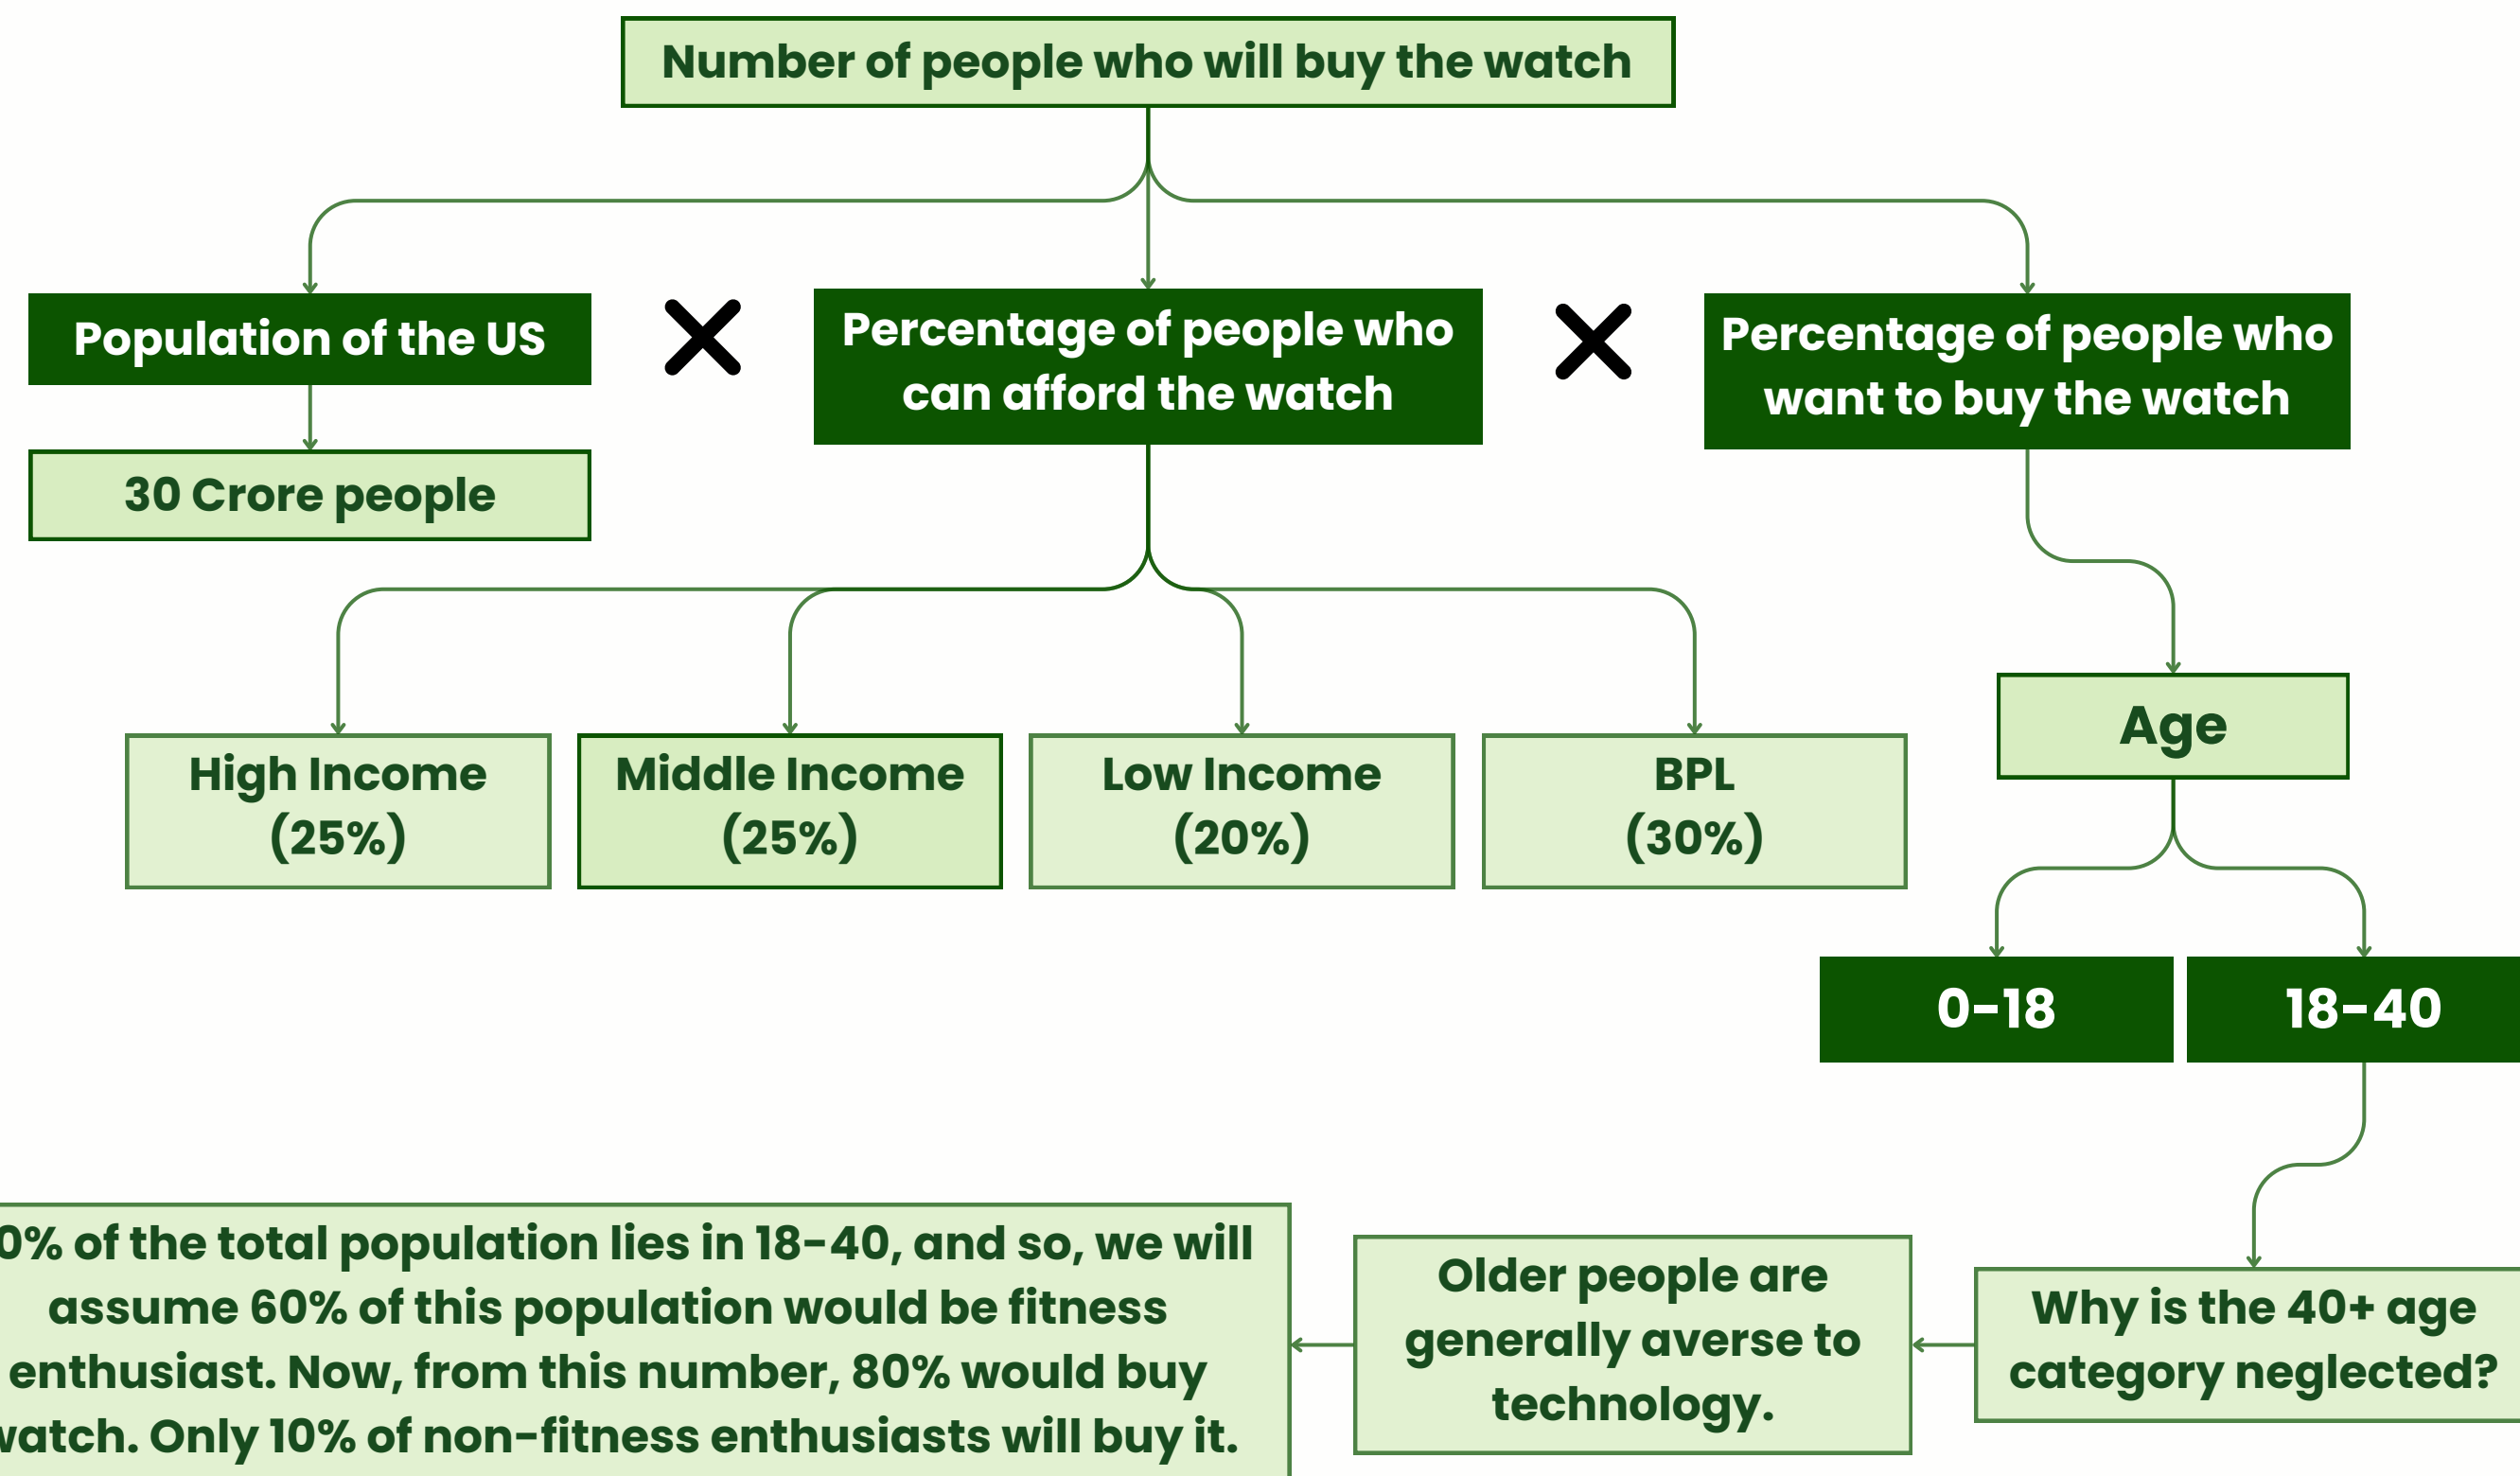 Number of people who will buy the watch
Population of the US
Percentage of people who
can afford the watch
Percentage of people who
want to buy the watch
30 Crore people
High Income
(25%)
Middle Income
(25%)
Low Income
(20%)
BPL
(30%)
Age
0-18
18-40
Why is the 40+ age
category neglected?
Older people are
generally averse to
technology.
0% of the total population lies in 18-40, and so, we will
assume 60% of this population would be fitness
enthusiast. Now, from this number, 80% would buy
watch. Only 10% of non-fitness enthusiasts will buy it.